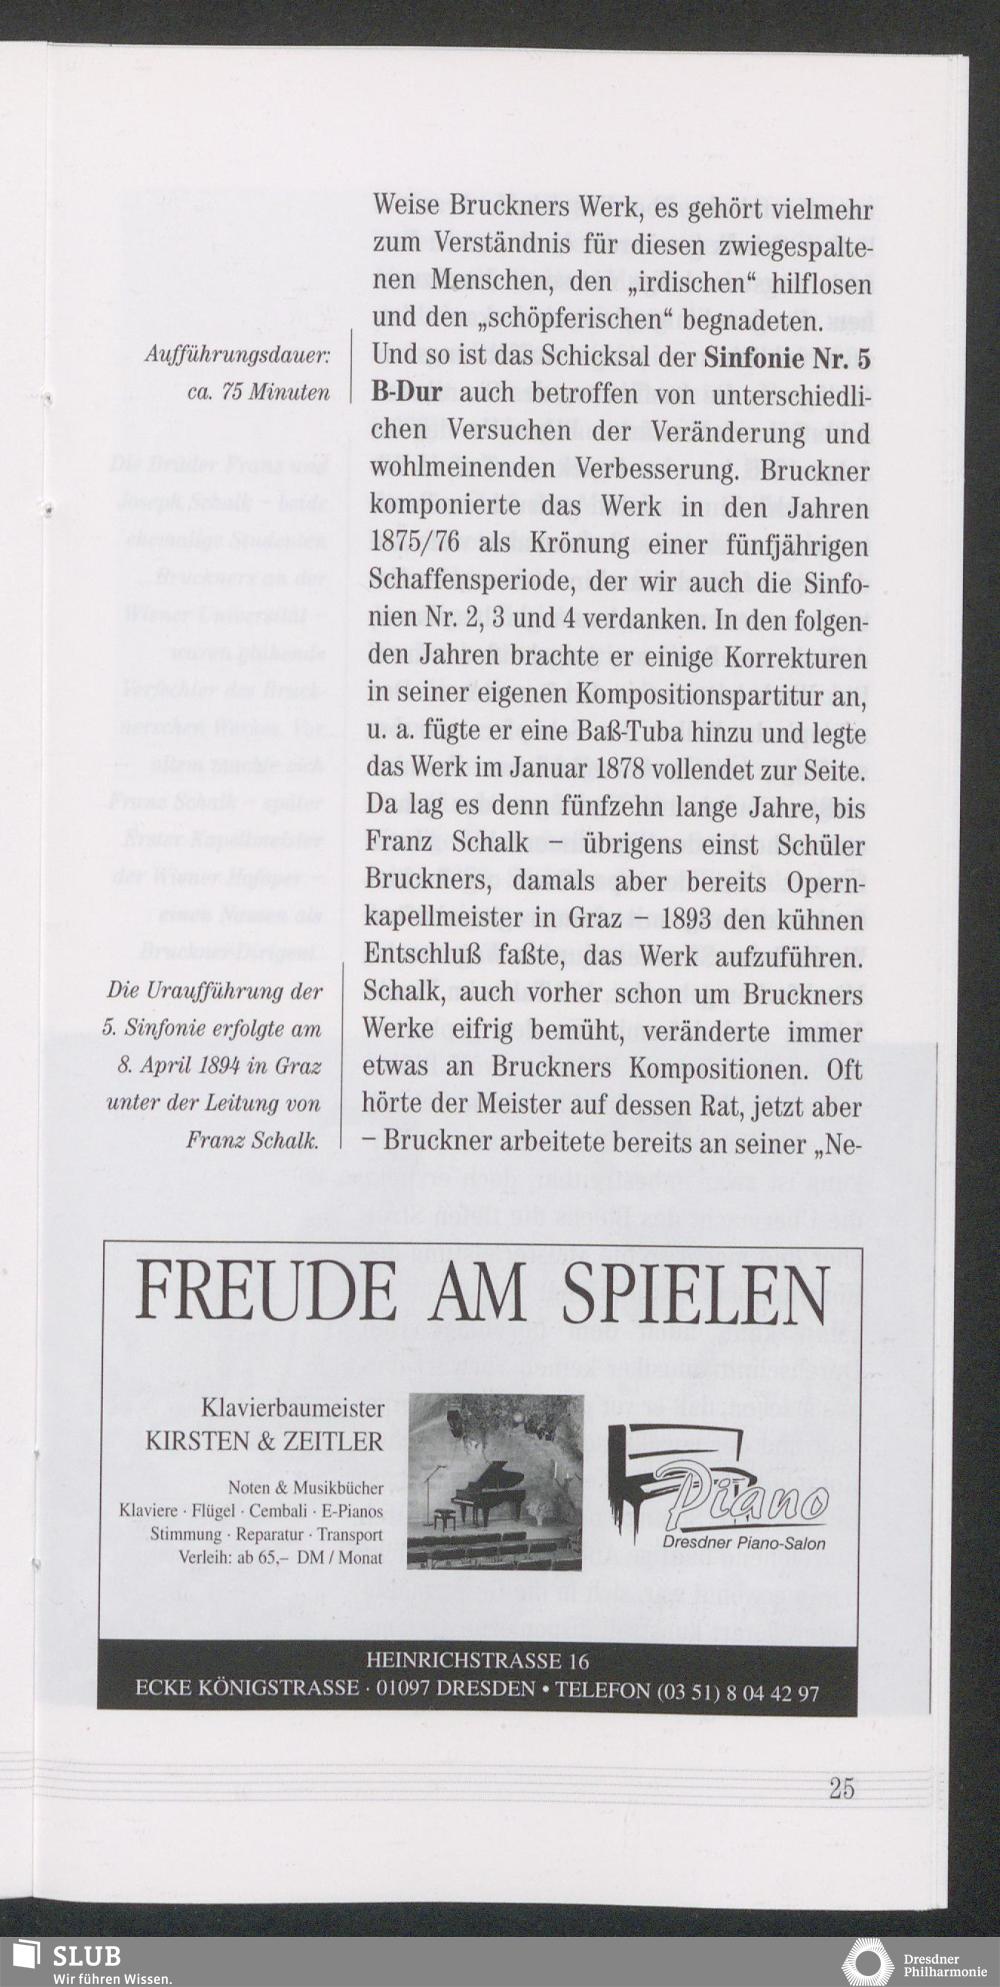 Weise Bruckners Werk, es gehört vielmehr
zum Verständnis für diesen zwiegespalte-
nen Menschen, den „irdischen“ hilflosen
und den „schöpferischen“ begnadeten.
Aufführungsdauer:
ca. 75 Minuten
Und so ist das Schicksal der Sinfonie Nr. 5
B-Dur auch betroffen von unterschiedli-
chen Versuchen der Veränderung und
wohlmeinenden Verbesserung. Bruckner
komponierte das Werk in den Jahren
1875/76 als Krönung einer fünfjährigen
Schaffensperiode, der wir auch die Sinfo-
nien Nr. 2, 3 und 4 verdanken. In den folgen-
den Jahren brachte er einige Korrekturen
in seiner eigenen Kompositionspartitur an,
u. a. fügte er eine Baß-Tuba hinzu und legte
das Werk im Januar 1878 vollendet zur Seite.
Da lag es denn fünfzehn lange Jahre, bis
Franz Schalk – übrigens einst Schüler
Bruckners, damals aber bereits Opern-
kapellmeister in Graz – 1893 den kühnen
Entschluß faßte, das Werk aufzuführen.
Die Uraufführung der
5. Sinfonie erfolgte am
8. April 1894 in Graz
unter der Leitung von
Franz Schalk.
Schalk, auch vorher schon um Bruckners
Werke eifrig bemüht, veränderte immer
etwas an Bruckners Kompositionen. Oft
hörte der Meister auf dessen Rat, jetzt aber
– Bruckner arbeitete bereits an seiner „Ne-
FREUDE AM SPIELEN
Klavierbaumeister
KIRSTEN & ZEITLER
Noten & Musikbücher
Klaviere · Flügel · Cembali · E-Pianos
Stimmung · Reparatur · Transport
Verleih: ab 65,– DM / Monat
Piano
Dresdner Piano-Salon
HEINRICHSTRASSE 16
ECKE KÖNIGSTRASSE · 01097 DRESDEN • TELEFON (03 51) 8 04 42 97
25
SLUB
Wir führen Wissen.
Dresdner
Philharmonie